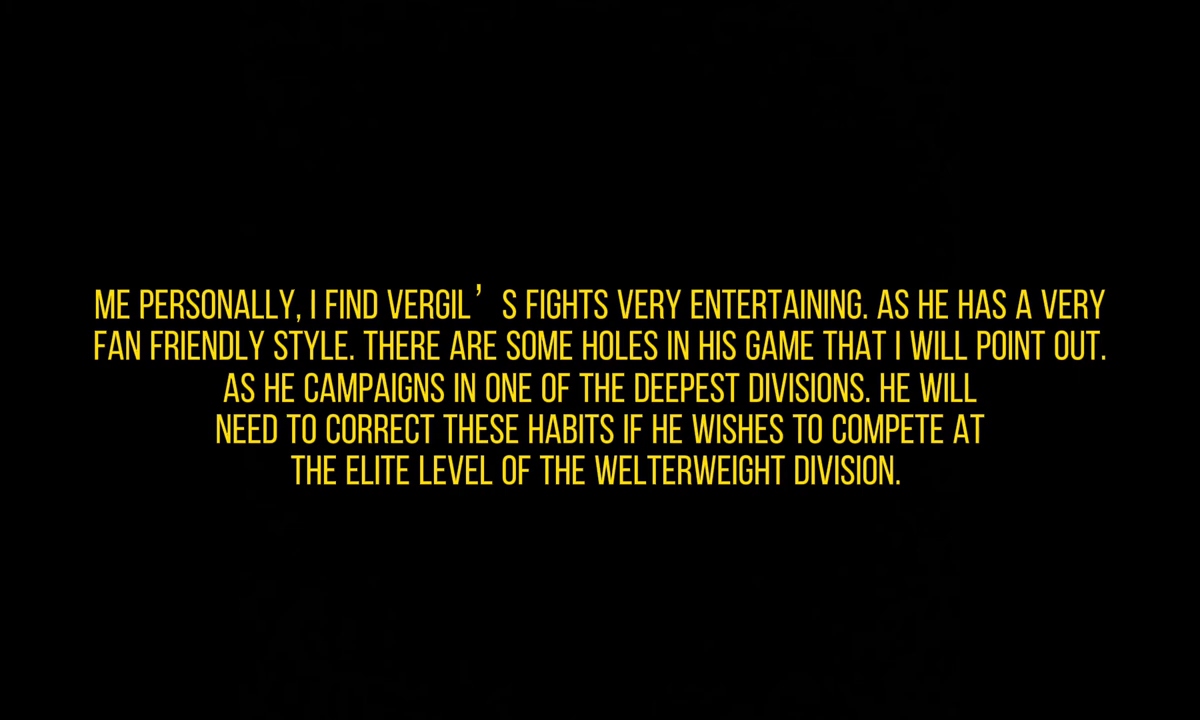 ME PERSONALLY, I FIND VERGIL’S FIGHTS VERY ENTERTAINING. AS HE HAS A VERY
FAN FRIENDLY STYLE. THERE ARE SOME HOLES IN HIS GAME THAT I WILL POINT OUT.
AS HE CAMPAIGNS IN ONE OF THE DEEPEST DIVISIONS. HE WILL
NEED TO CORRECT THESE HABITS IF HE WISHES TO COMPETE AT
THE ELITE LEVEL OF THE WELTERWEIGHT DIVISION.